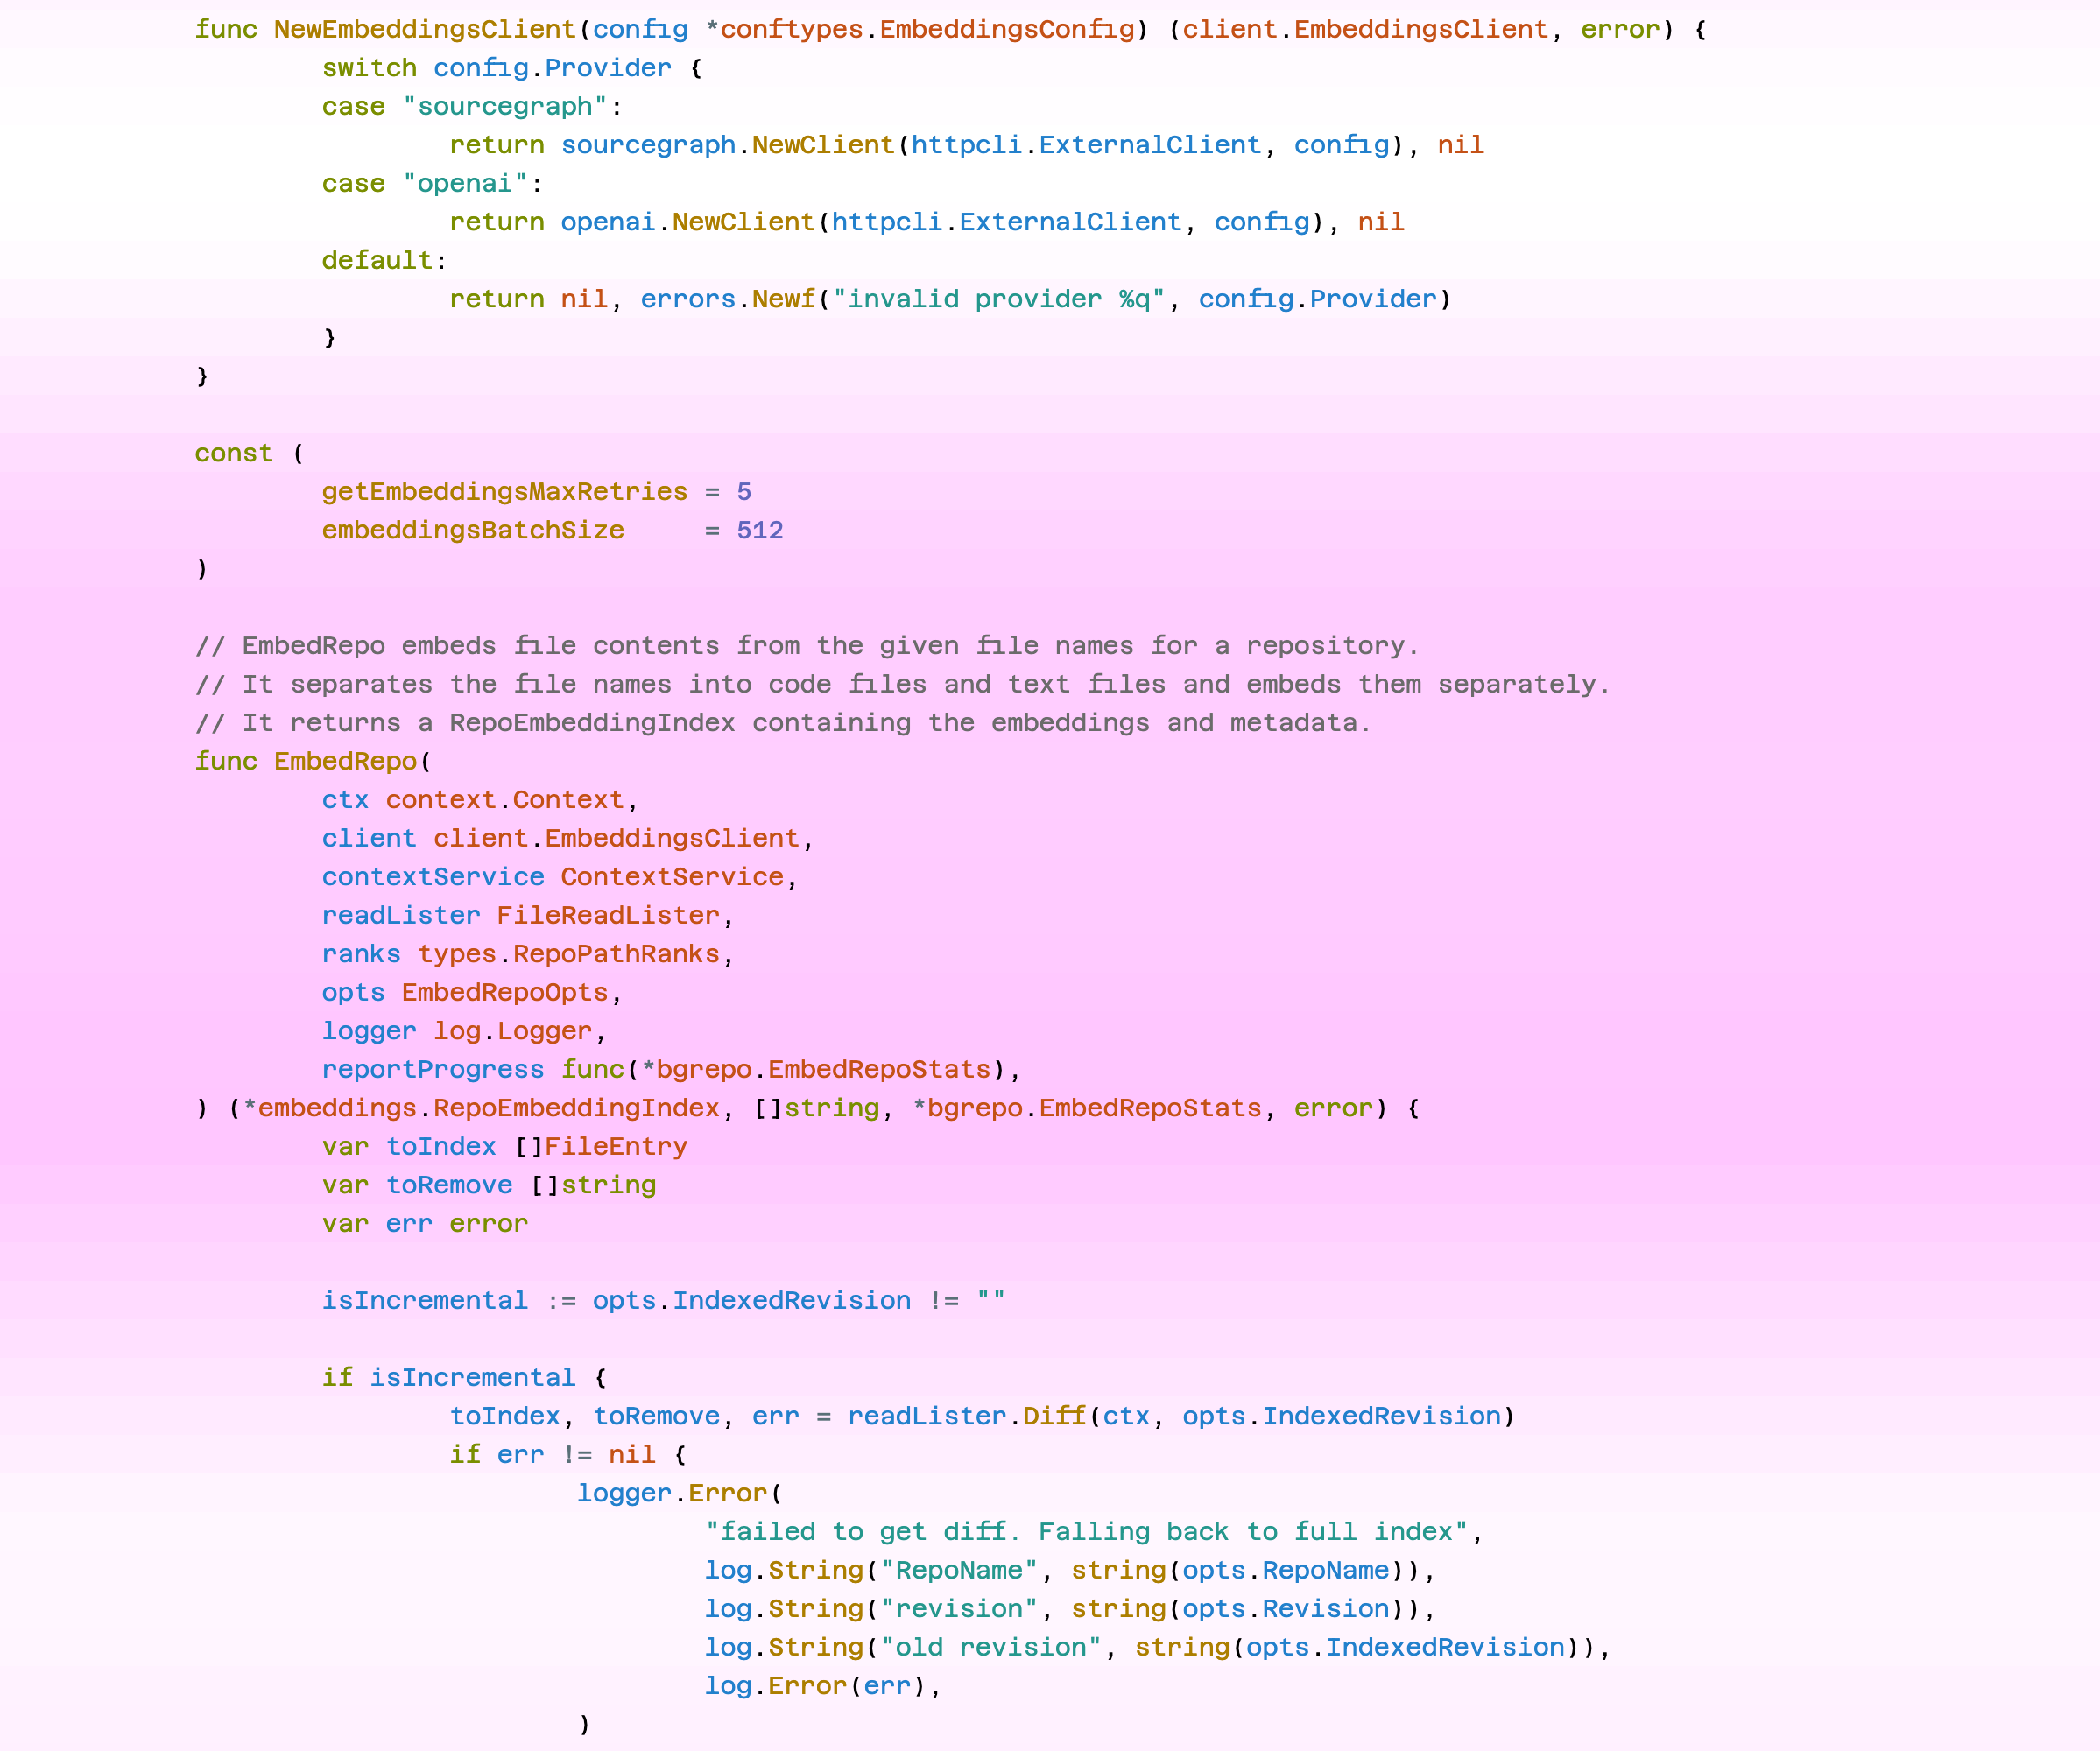 func NewEmbeddingsClient(config *conftypes.EmbeddingsConfig) (client.EmbeddingsClient, error) {
	switch config.Provider {
	case "sourcegraph":
		return sourcegraph.NewClient(httpcli.ExternalClient, config), nil
	case "openai":
		return openai.NewClient(httpcli.ExternalClient, config), nil
	default:
		return nil, errors.Newf("invalid provider %q", config.Provider)
	}
}

const (
	getEmbeddingsMaxRetries = 5
	embeddingsBatchSize     = 512
)

// EmbedRepo embeds file contents from the given file names for a repository.
// It separates the file names into code files and text files and embeds them separately.
// It returns a RepoEmbeddingIndex containing the embeddings and metadata.
func EmbedRepo(
	ctx context.Context,
	client client.EmbeddingsClient,
	contextService ContextService,
	readLister FileReadLister,
	ranks types.RepoPathRanks,
	opts EmbedRepoOpts,
	logger log.Logger,
	reportProgress func(*bgrepo.EmbedRepoStats),
) (*embeddings.RepoEmbeddingIndex, []string, *bgrepo.EmbedRepoStats, error) {
	var toIndex []FileEntry
	var toRemove []string
	var err error

	isIncremental := opts.IndexedRevision != ""

	if isIncremental {
		toIndex, toRemove, err = readLister.Diff(ctx, opts.IndexedRevision)
		if err != nil {
			logger.Error(
				"failed to get diff. Falling back to full index",
				log.String("RepoName", string(opts.RepoName)),
				log.String("revision", string(opts.Revision)),
				log.String("old revision", string(opts.IndexedRevision)),
				log.Error(err),
			)